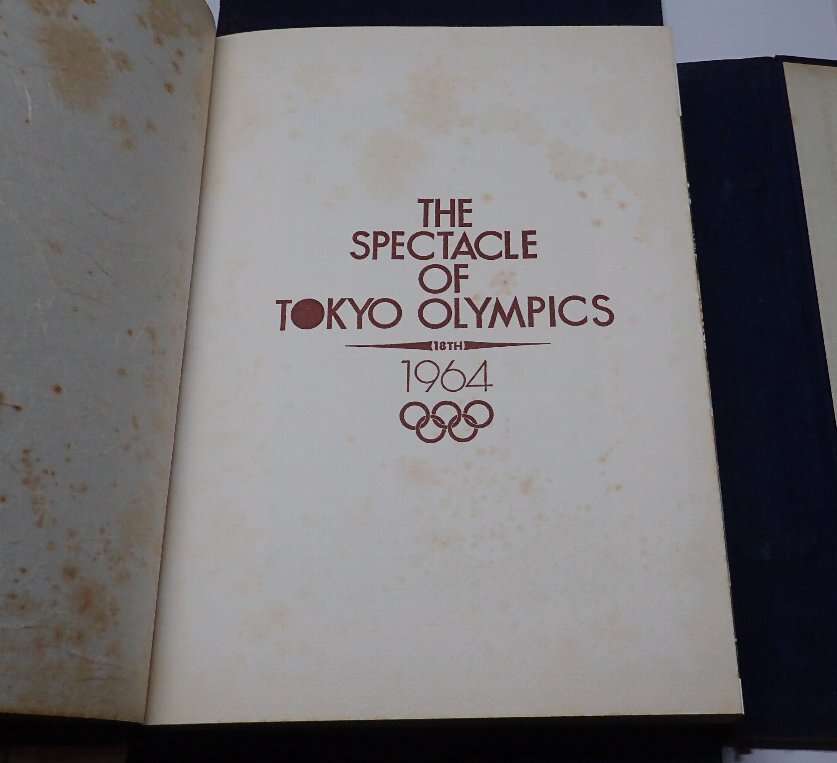 THE
SPECTACLE
OF
TOKYO OLYMPICS
18TH
1964